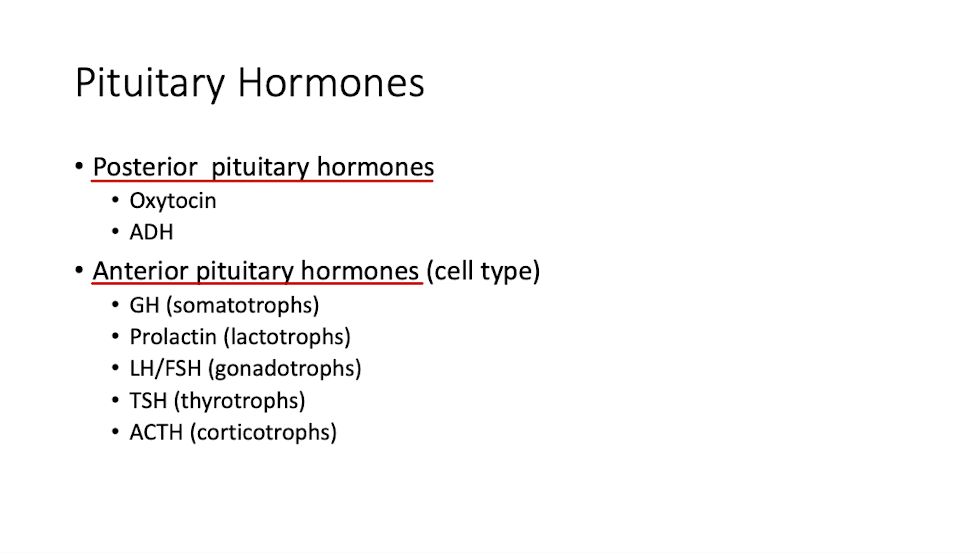 Pituitary Hormones
• Posterior  pituitary hormones
• Oxytocin
• ADH
• Anterior pituitary hormones (cell type)
• GH (somatotrophs)
• Prolactin (lactotrophs)
• LH/FSH (gonadotrophs)
• TSH (thyrotrophs)
• ACTH (corticotrophs)